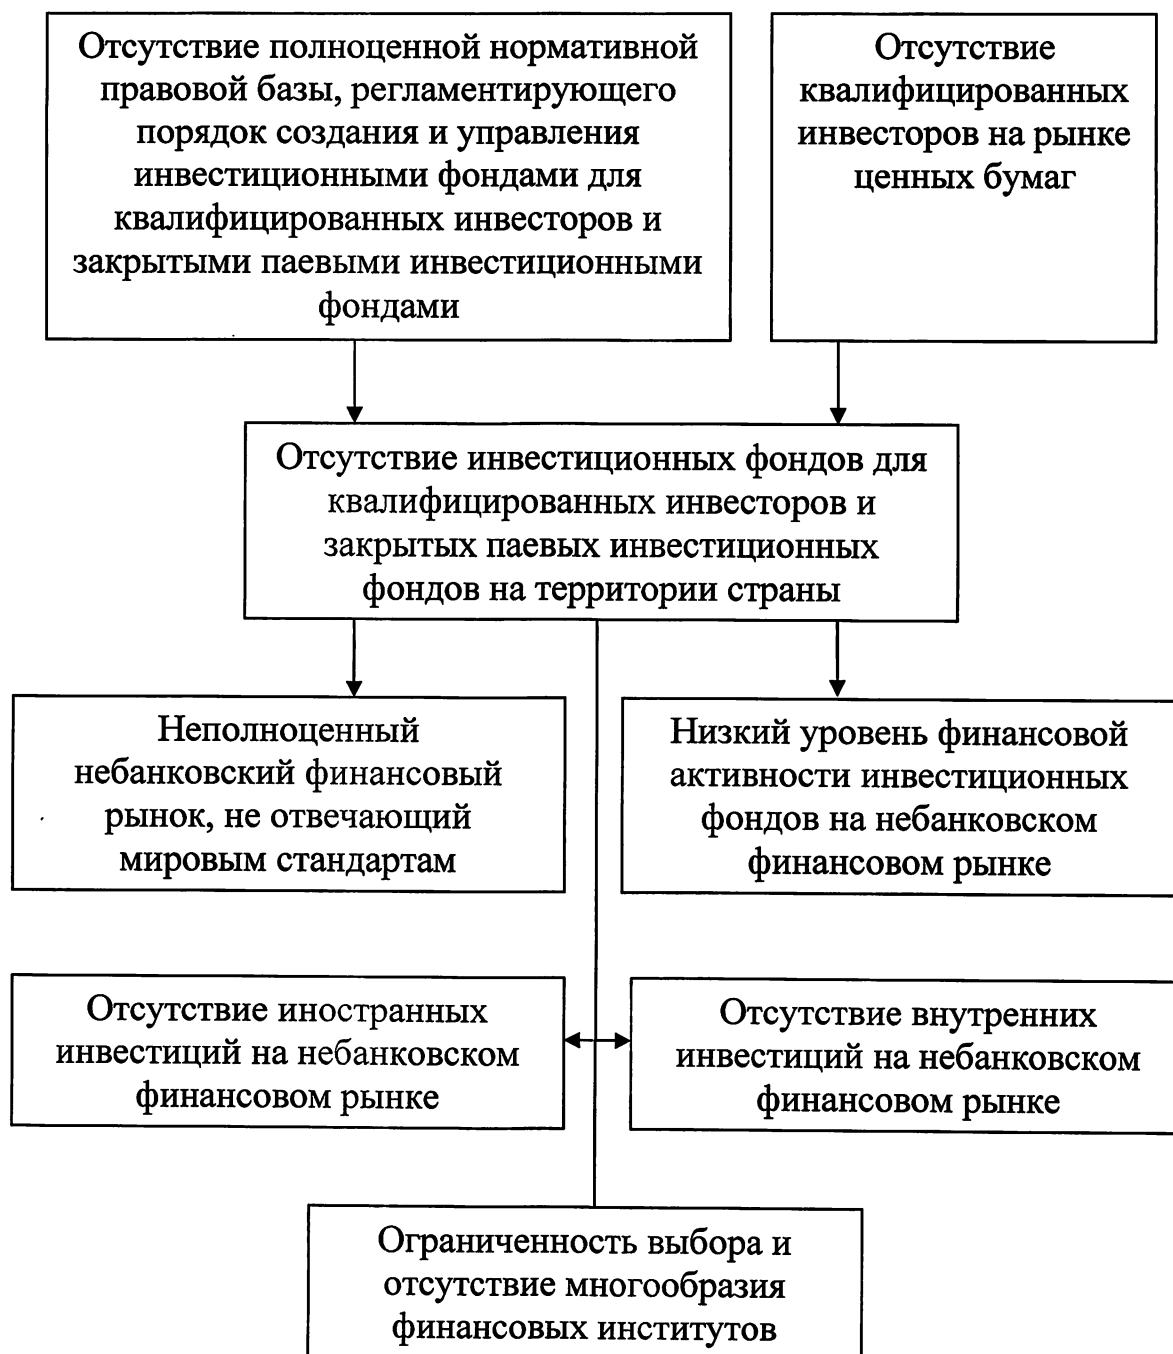 Отсутствие полноценной нормативной
правовой базы, регламентирующего
порядок создания и управления
инвестиционными фондами для
квалифицированных инвесторов и
закрытыми паевыми инвестиционными
фондами
Отсутствие
квалифицированных
инвесторов на рынке
ценных бумаг
Отсутствие инвестиционных фондов для
квалифицированных инвесторов и
закрытых паевых инвестиционных
фондов на территории страны
Неполноценный
небанковский финансовый
рынок, не отвечающий
мировым стандартам
Низкий уровень финансовой
активности инвестиционных
фондов на небанковском
финансовом рынке
Отсутствие иностранных
инвестиций на небанковском
финансовом рынке
Отсутствие внутренних
инвестиций на небанковском
финансовом рынке
Ограниченность выбора и
отсутствие многообразия
финансовых институтов